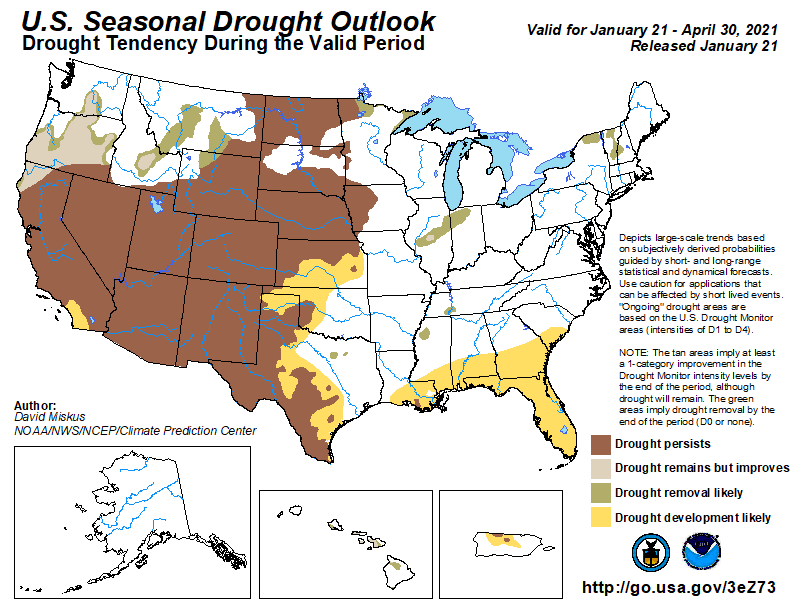 U.S. Seasonal Drought Outlook
Drought Tendency During the Valid Period
Valid for January 21 - April 30, 2021
Released January 21
Depicts large-scale trends based
on subjectively derived probabilities
guided by short- and long-range
statistical and dynamical forecasts.
Use caution for applications that
can be affected by short lived events.
"Ongoing" drought areas are
based on the U.S. Drought Monitor
areas (intensities of D1 to D4).
NOTE: The tan areas imply at least
a 1-category improvement in the
Drought Monitor intensity levels by
the end of the period, although
drought will remain. The green
areas imply drought removal by the
end of the period (D0 or none).
Author:
David Miskus
NOAA/NWS/NCEP/Climate Prediction Center
Drought persists
Drought remains but improves
Drought removal likely
Drought development likely
http://go.usa.gov/3eZ73